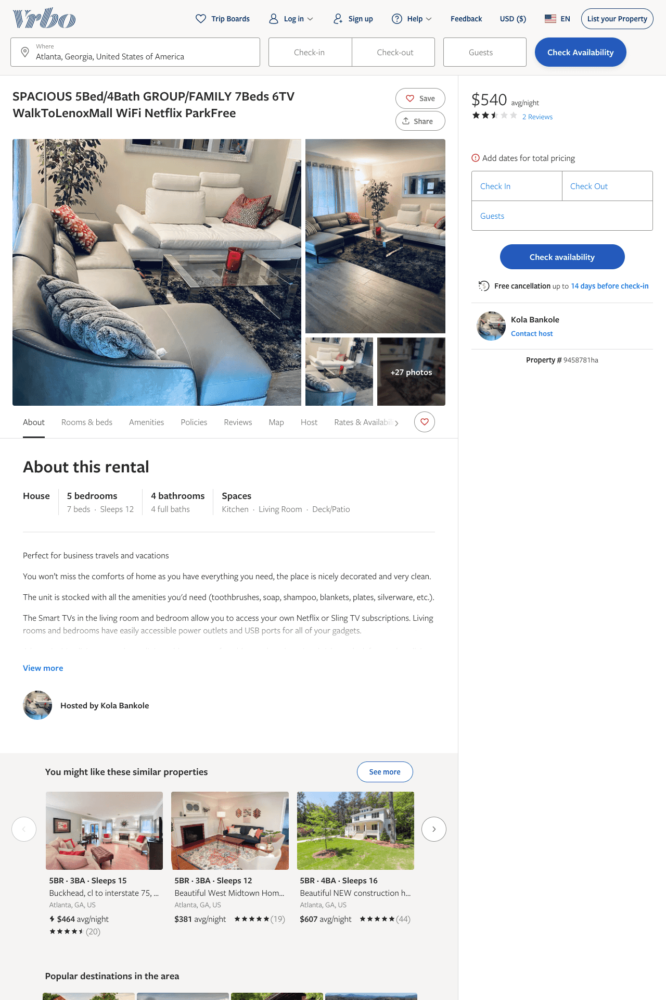 Vrbo
Trip Boards
Log in
Sign up
Help
Feedback
USD ($)
EN
List your Property
Where
Atlanta, Georgia, United States of America
Check-in
Check-out
Guests
Check Availability
SPACIOUS 5Bed/4Bath GROUP/FAMILY 7Beds 6TV
WalkToLenoxMall WiFi Netflix ParkFree
Save
Share
+27 photos
$540 avg/night
2 Reviews
Add dates for total pricing
Check In
Check Out
Guests
Check availability
Free cancellation up to 14 days before check-in
Kola Bankole
Contact host
Property # 9458781ha
About
Rooms & beds
Amenities
Policies
Reviews
Map
Host
Rates & Availabili
About this rental
House
5 bedrooms
7 beds · Sleeps 12
4 bathrooms
4 full baths
Spaces
Kitchen · Living Room · Deck/Patio
Perfect for business travels and vacations
You won't miss the comforts of home as you have everything you need, the place is nicely decorated and very clean.
The unit is stocked with all the amenities you'd need (toothbrushes, soap, shampoo, blankets, plates, silverware, etc.).
The Smart TVs in the living room and bedroom allow you to access your own Netflix or Sling TV subscriptions. Living
rooms and bedrooms have easily accessible power outlets and USB ports for all of your gadgets.
View more
Hosted by Kola Bankole
You might like these similar properties
See more
5BR · 3BA · Sleeps 15
Buckhead, cl to interstate 75, ...
Atlanta, GA, US
$464 avg/night
(20)
5BR · 3BA · Sleeps 12
Beautiful West Midtown Hom...
Atlanta, GA, US
$381 avg/night (19)
5BR · 4BA · Sleeps 16
Beautiful NEW construction h...
Atlanta, GA, US
$607 avg/night (44)
Popular destinations in the area